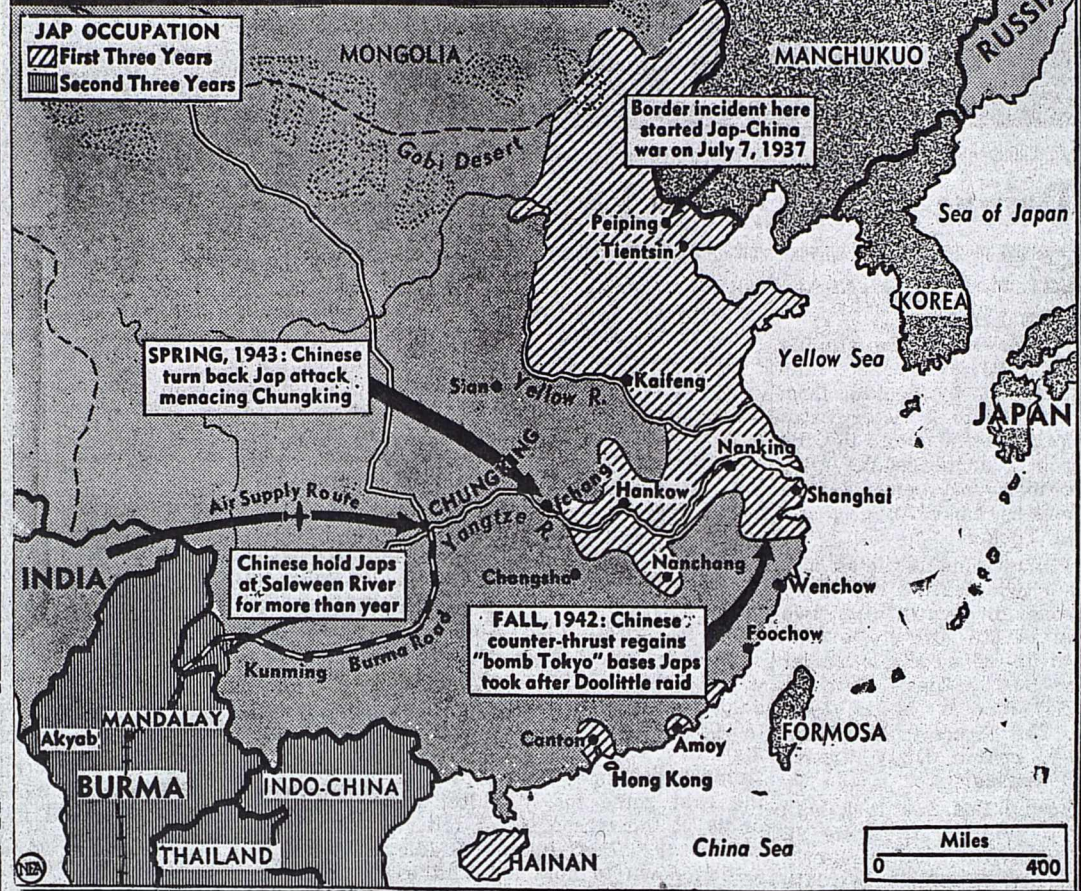 JAP OCCUPATION
First Three Years
Second Three Years
MONGOLIA
Gobi Desert
MANCHUKUO
RUSSIA
Border incident here
started Jap-China
war on July 7, 1937
Peiping
Tientsin
Sea of Japan
KOREA
Yellow Sea
JAPAN
SPRING, 1943: Chinese
turn back Jap attack
menacing Chungking
Sian
Yellow R.
Kaifeng
Nanking
Shanghai
CHUNGKING
Ichang
Hankow
Yangtze R.
Air Supply Route
INDIA
Chinese hold Japs
at Saleween River
for more than year
Changsha
Nanchang
Wenchow
FALL, 1942: Chinese
counter-thrust regains
"bomb Tokyo" bases Japs
took after Doolittle raid
Foochow
Kunming
Burma Road
MANDALAY
Akyab
BURMA
INDO-CHINA
THAILAND
Canton
Amoy
Hong Kong
FORMOSA
HAINAN
China Sea
Miles
0 400
NEA